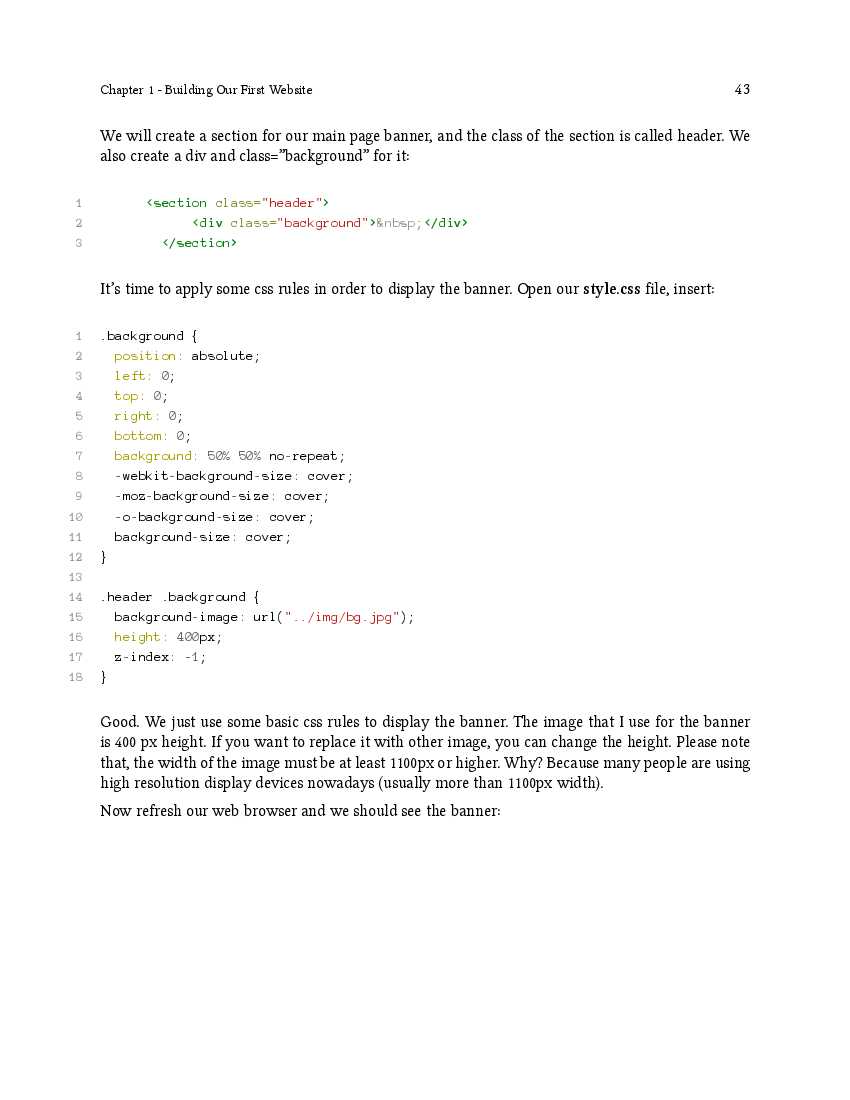 Chapter 1 - Building Our First Website 43
We will create a section for our main page banner, and the class of the section is called header. We
also create a div and class=”background” for it:
1 <section class="header">
2 <div class="background">&nbsp;</div>
3 </section>
It’s time to apply some css rules in order to display the banner. Open our style.css file, insert:
1 .background {
2 position: absolute;
3 left: 0;
4 top: 0;
5 right: 0;
6 bottom: 0;
7 background: 50% 50% no-repeat;
8 -webkit-background-size: cover;
9 -moz-background-size: cover;
10 -o-background-size: cover;
11 background-size: cover;
12 }
13
14 .header .background {
15 background-image: url("../img/bg.jpg");
16 height: 400px;
17 z-index: -1;
18 }
Good. We just use some basic css rules to display the banner. The image that I use for the banner
is 400 px height. If you want to replace it with other image, you can change the height. Please note
that, the width of the image must be at least 1100px or higher. Why? Because many people are using
high resolution display devices nowadays (usually more than 1100px width).
Now refresh our web browser and we should see the banner: